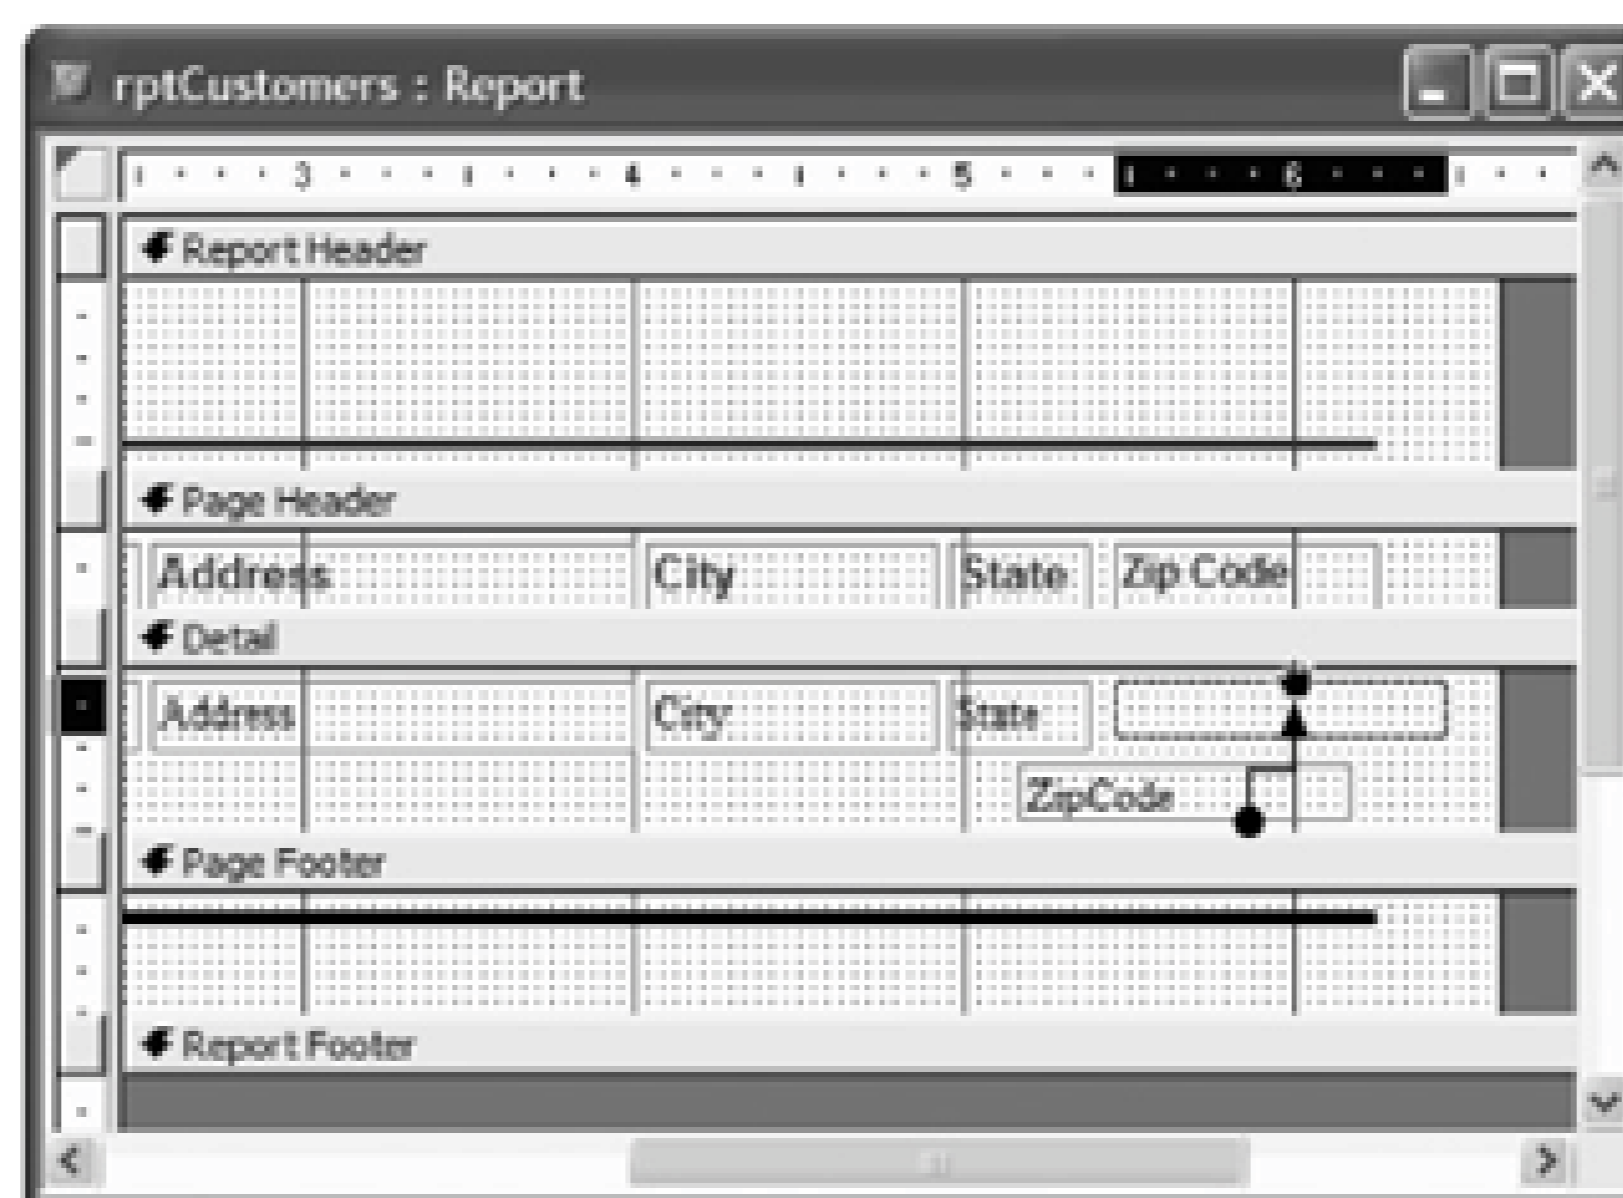 rptCustomers : Report
3 4 5 6
Report Header
Page Header
Address City State Zip Code
Detail
Address City State
ZipCode
Page Footer
Report Footer